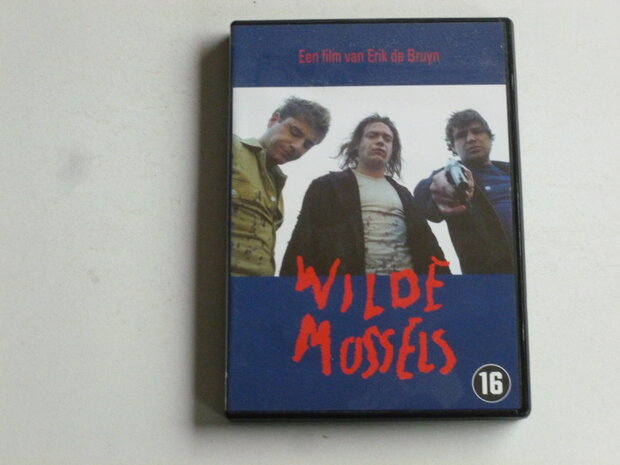 Een film van Erik de Bruyn
WILDE
MOSSELS
16